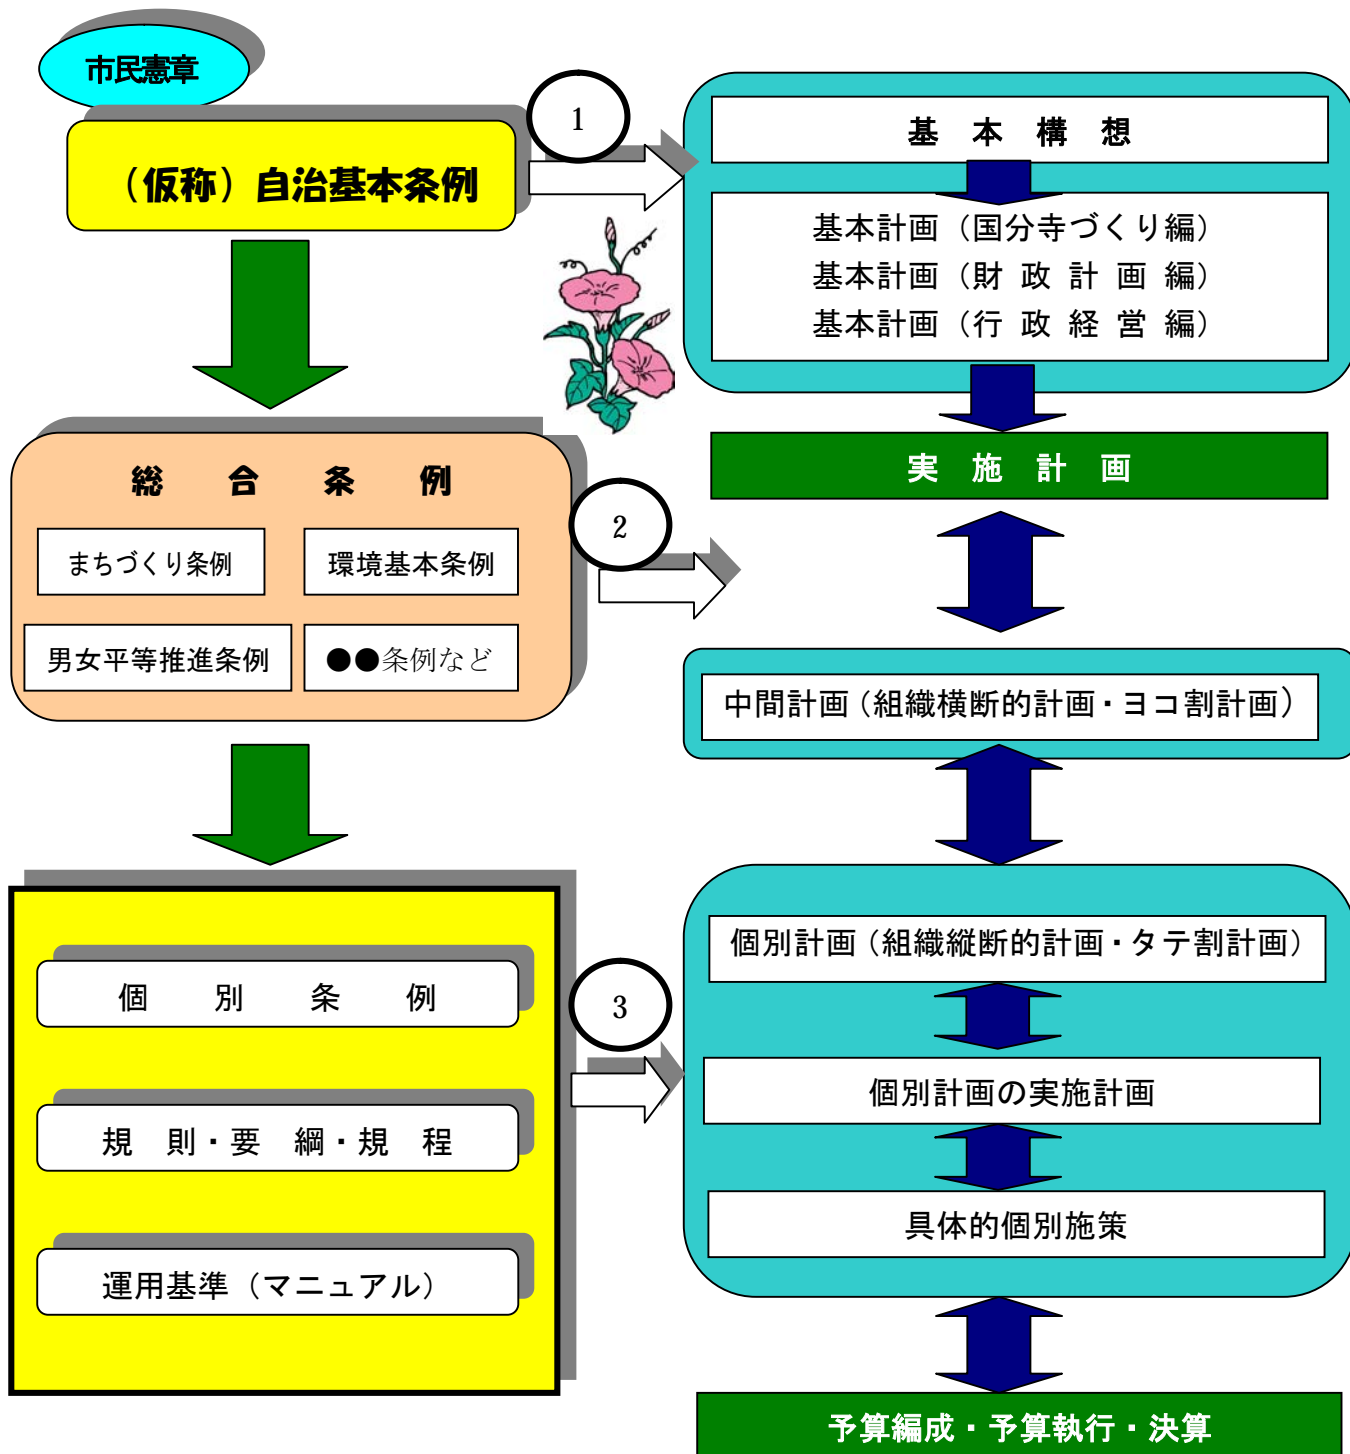 市民憲章
（仮称）自治基本条例
1
基　本　構　想
基本計画（国分寺づくり編）
基本計画（財 政 計 画 編）
基本計画（行 政 経 営 編）
実　施　計　画
総　合　条　例
まちづくり条例
環境基本条例
男女平等推進条例
●●条例など
2
中間計画（組織横断的計画・ヨコ割計画）
個　別　条　例
規　則・要　綱・規　程
運用基準（マニュアル）
3
個別計画（組織縦断的計画・タテ割計画）
個別計画の実施計画
具体的個別施策
予算編成・予算執行・決算